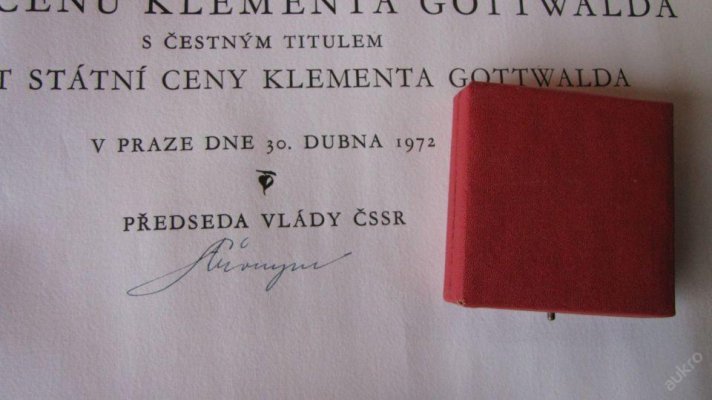 CENU KLEMENTA GOTTWALDA
S ČESTNÝM TITULEM
T STÁTNÍ CENY KLEMENTA GOTTWALDA
V PRAZE DNE 30. DUBNA 1972
PŘEDSEDA VLÁDY ČSSR
aukro